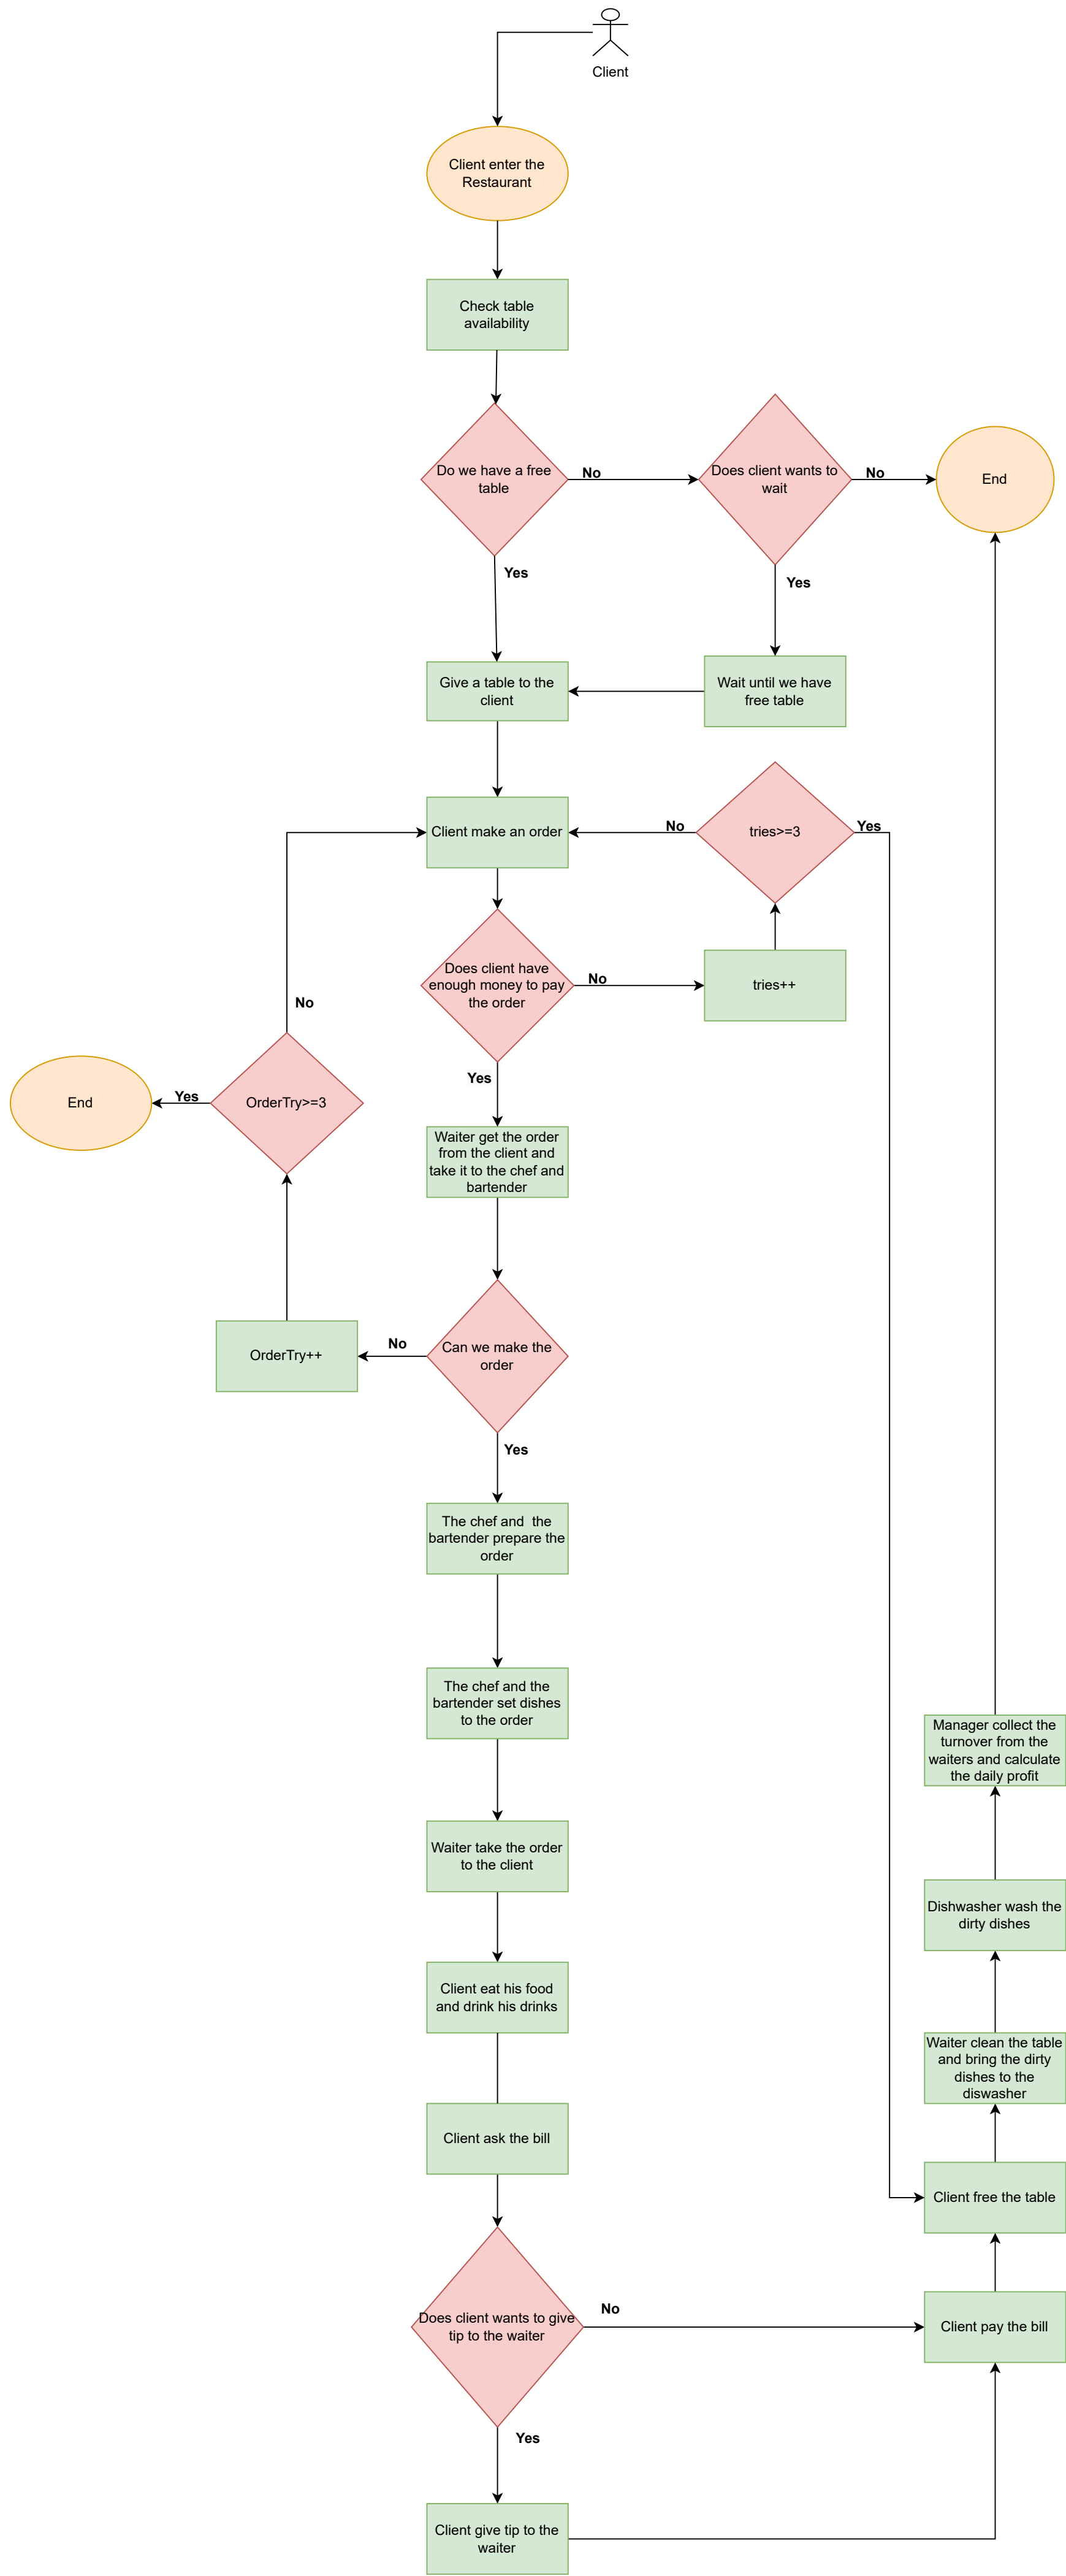 Client
Client enter the
Restaurant
Check table
availability
Do we have a free
table
No
Does client wants to
wait
No
End
Yes
Yes
Give a table to the
client
Wait until we have
free table
Client make an order
No
tries>=3
Yes
Does client have
enough money to pay
the order
No
tries++
No
Yes
End
Yes
OrderTry>=3
Waiter get the order
from the client and
take it to the chef and
bartender
OrderTry++
No
Can we make the
order
Yes
The chef and  the
bartender prepare the
order
The chef and the
bartender set dishes
to the order
Manager collect the
turnover from the
waiters and calculate
the daily profit
Waiter take the order
to the client
Dishwasher wash the
dirty dishes
Client eat his food
and drink his drinks
Waiter clean the table
and bring the dirty
dishes to the
diswasher
Client ask the bill
Client free the table
Does client wants to give
tip to the waiter
No
Client pay the bill
Yes
Client give tip to the
waiter